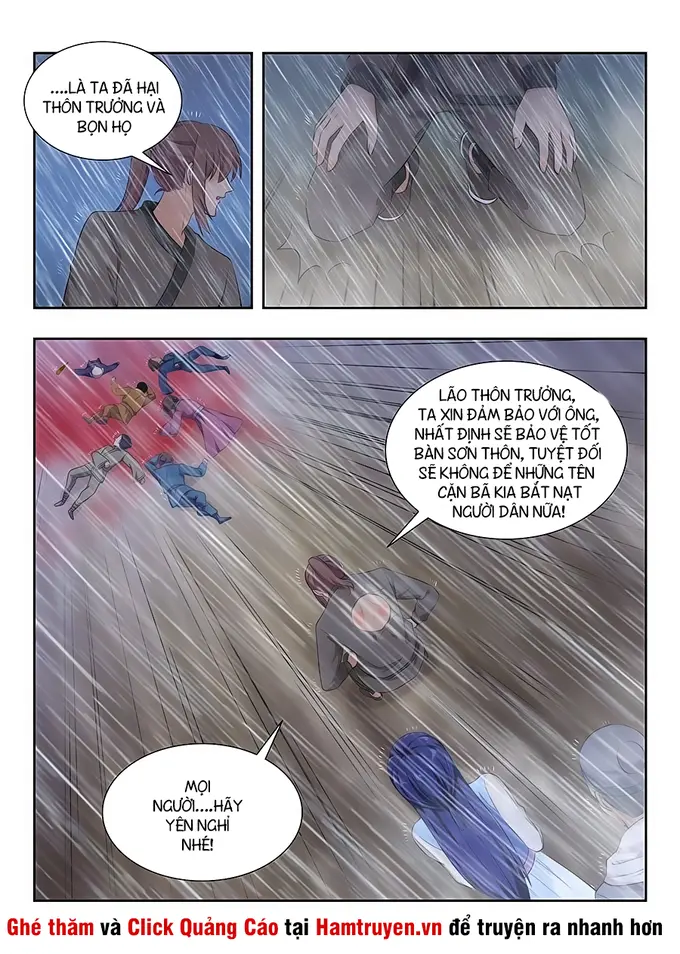 ....LÀ TA ĐÃ HẠI
THÔN TRƯỞNG VÀ
BỌN HỌ
LÃO THÔN TRƯỞNG,
TA XIN ĐẢM BẢO VỚI ÔNG,
NHẤT ĐỊNH SẼ BẢO VỆ TỐT
BÀN SƠN THÔN, TUYỆT ĐỐI
SẼ KHÔNG ĐỂ NHỮNG TÊN
CẶN BÃ KIA BẮT NẠT
NGƯỜI DÂN NỮA!
MỌI
NGƯỜI....HÃY
YÊN NGHỈ
NHÉ!
Ghé thăm và Click Quảng Cáo tại Hamtruyen.vn để truyện ra nhanh hơn